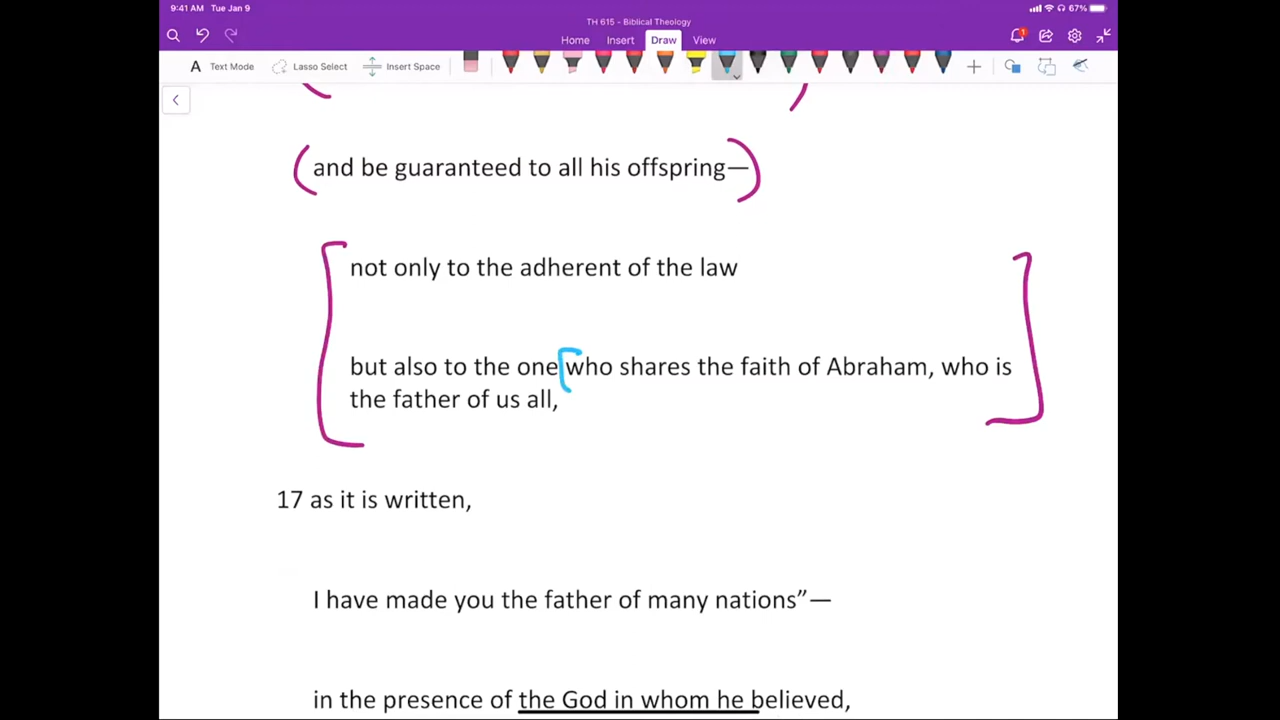 9:41 AM Tue Jan 9
67%
TH 615 - Biblical Theology
Home Insert Draw View
1
A Text Mode Lasso Select Insert Space
and be guaranteed to all his offspring—
not only to the adherent of the law
but also to the one who shares the faith of Abraham, who is
the father of us all,
17 as it is written,
I have made you the father of many nations”—
in the presence of the God in whom he believed,